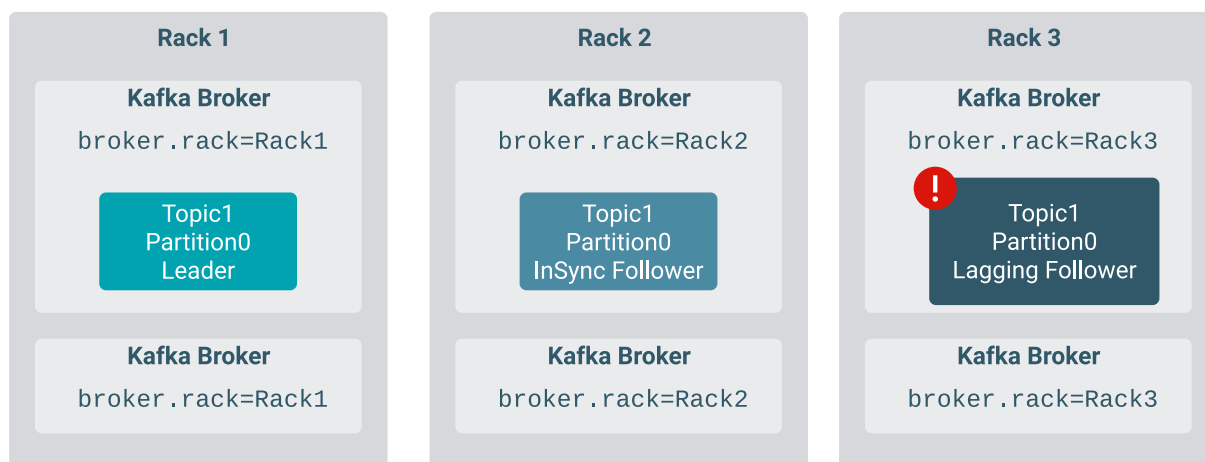 Rack 1
Kafka Broker
broker.rack=Rack1
Topic1
Partition0
Leader
Kafka Broker
broker.rack=Rack1
Rack 2
Kafka Broker
broker.rack=Rack2
Topic1
Partition0
InSync Follower
Kafka Broker
broker.rack=Rack2
Rack 3
Kafka Broker
broker.rack=Rack3
!
Topic1
Partition0
Lagging Follower
Kafka Broker
broker.rack=Rack3